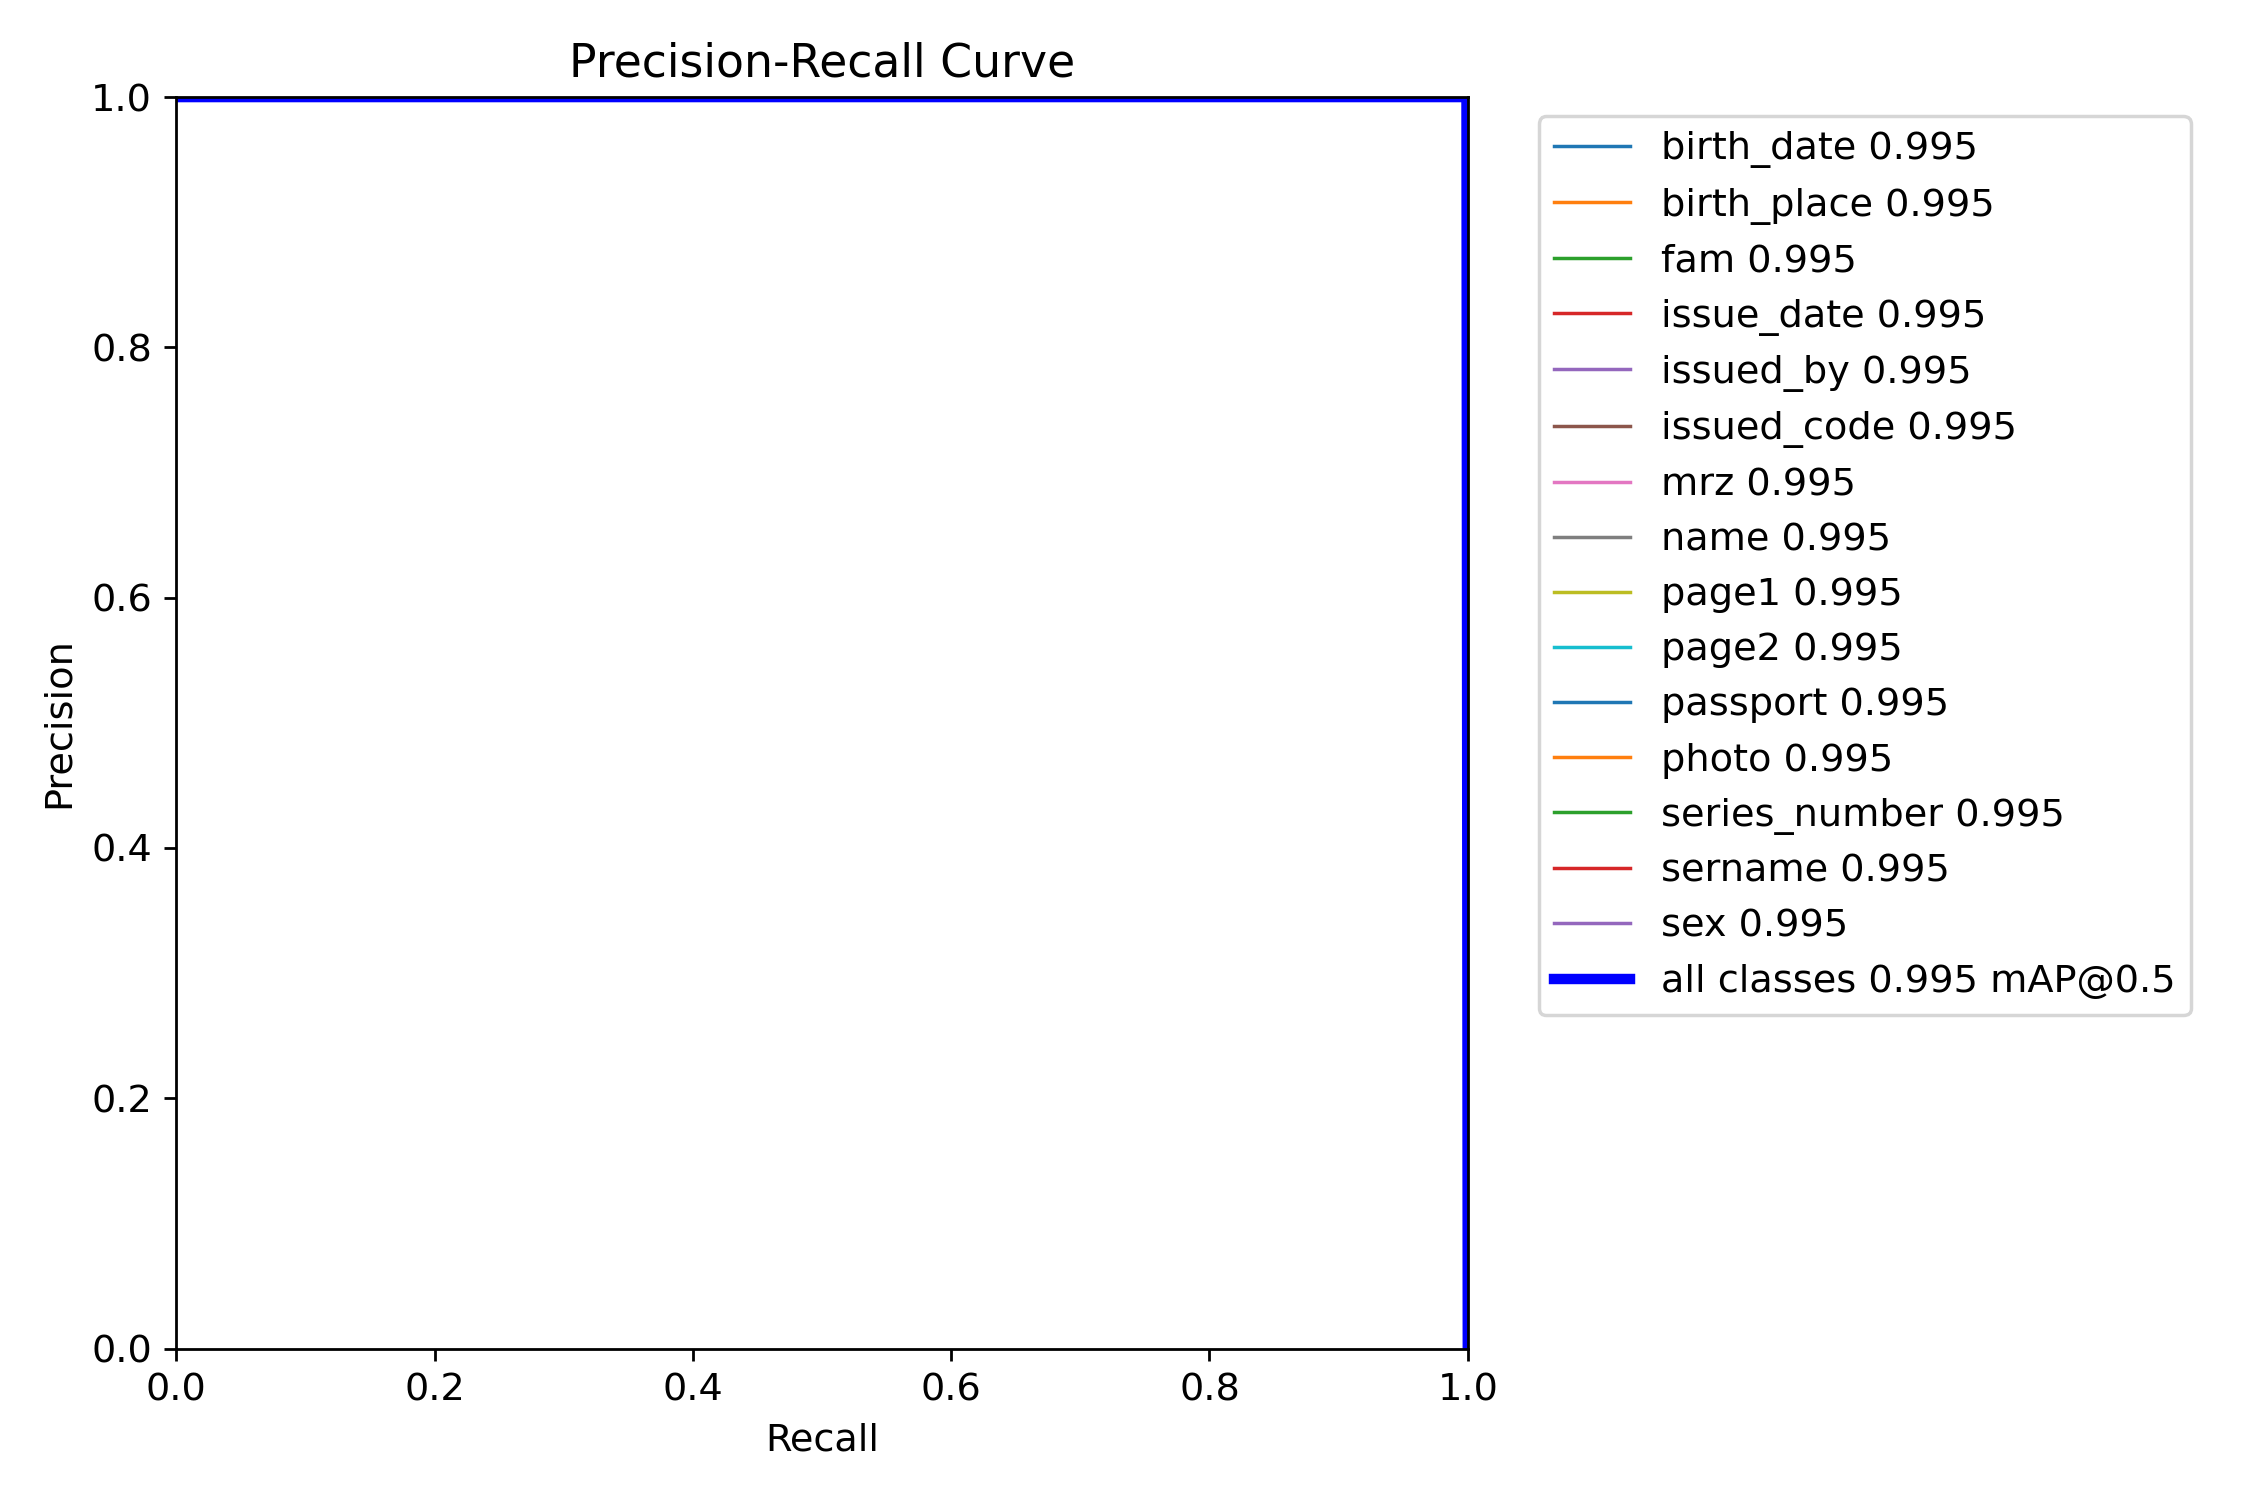 Precision-Recall Curve
1.0
0.8
0.6
0.4
0.2
0.0
Precision
0.0 0.2 0.4 0.6 0.8 1.0
Recall
birth_date 0.995
birth_place 0.995
fam 0.995
issue_date 0.995
issued_by 0.995
issued_code 0.995
mrz 0.995
name 0.995
page1 0.995
page2 0.995
passport 0.995
photo 0.995
series_number 0.995
sername 0.995
sex 0.995
all classes 0.995 mAP@0.5